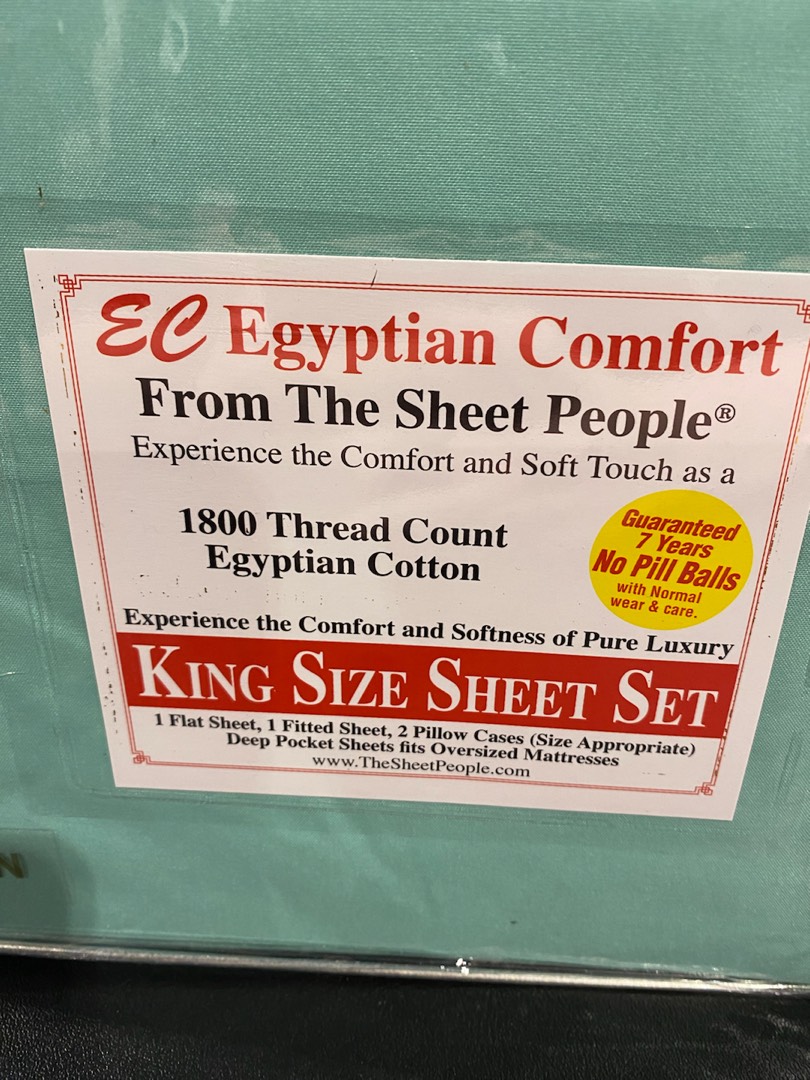 EC Egyptian Comfort
From The Sheet People®
Experience the Comfort and Soft Touch as a
1800 Thread Count
Egyptian Cotton
Guaranteed
7 Years
No Pill Balls
with Normal
wear & care.
Experience the Comfort and Softness of Pure Luxury
KING SIZE SHEET SET
1 Flat Sheet, 1 Fitted Sheet, 2 Pillow Cases (Size Appropriate)
Deep Pocket Sheets fits Oversized Mattresses
www.TheSheetPeople.com